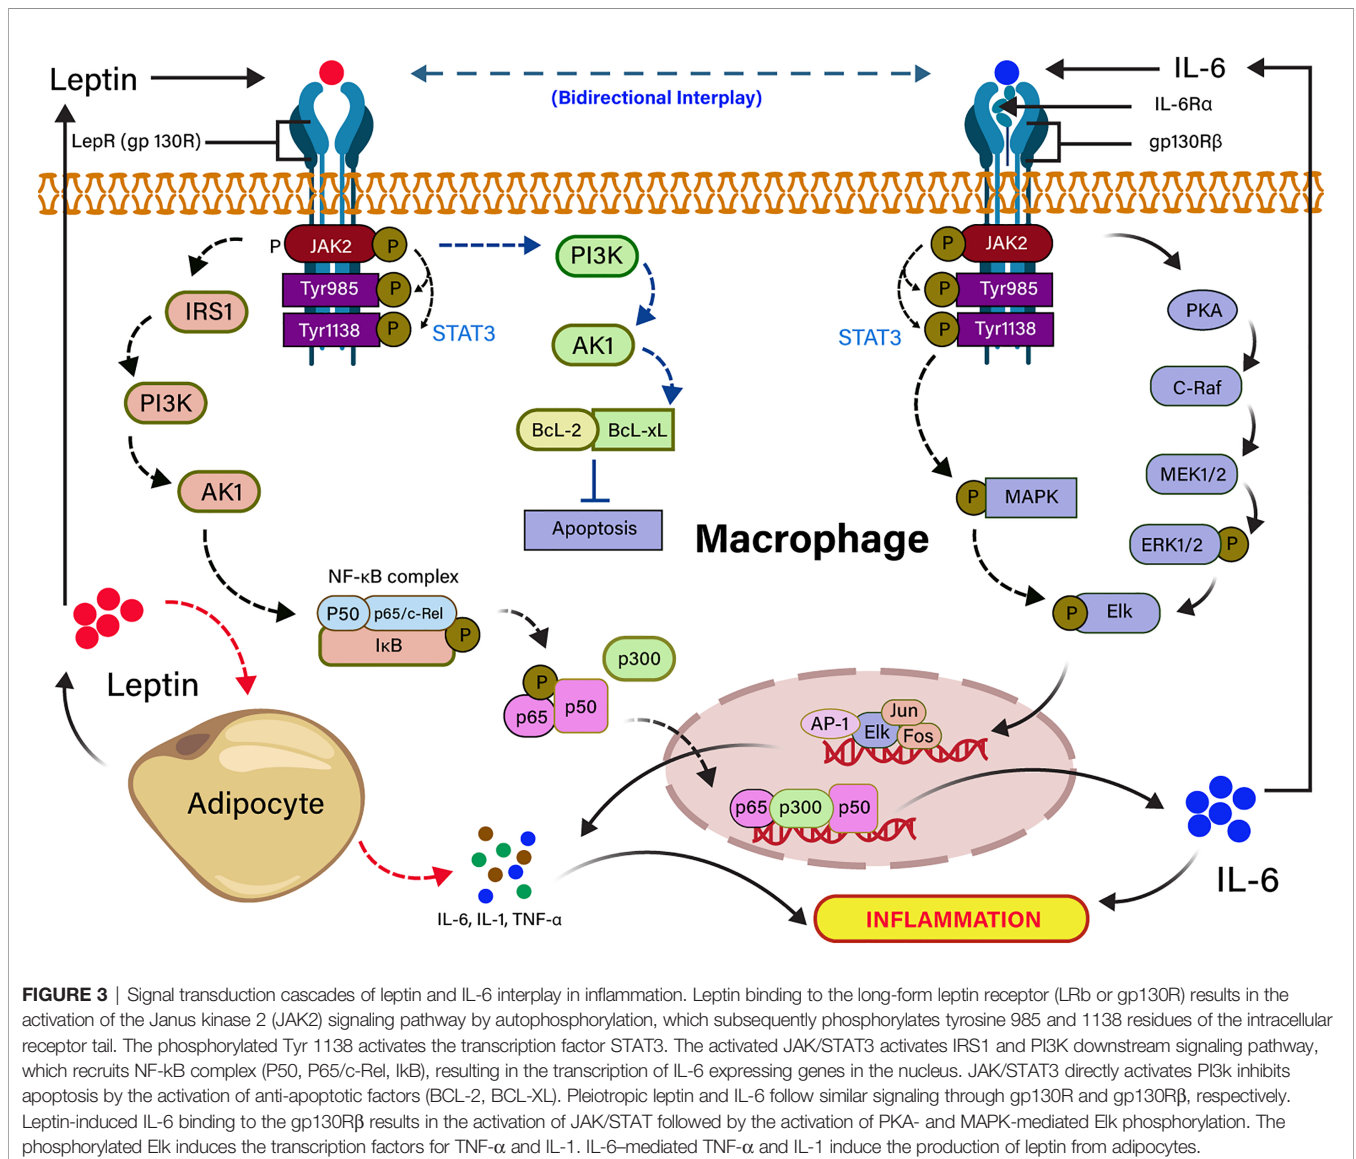 Leptin
(Bidirectional Interplay)
IL-6
IL-6Rα
LepR (gp 130R)
gp130Rβ
P JAK2 P
Tyr985 P
Tyr1138 P
STAT3
IRS1
PI3K
AK1
PI3K
AK1
BcL-2 BcL-xL
Apoptosis
P JAK2
P Tyr985
P Tyr1138
STAT3
PKA
C-Raf
MEK1/2
ERK1/2 P
P MAPK
P Elk
Macrophage
NF-κB complex
P50 p65/c-Rel
IκB P
P
p65 p50
p300
Leptin
Adipocyte
AP-1 Elk Jun Fos
p65 p300 p50
IL-6, IL-1, TNF-α
IL-6
INFLAMMATION
FIGURE 3 | Signal transduction cascades of leptin and IL-6 interplay in inflammation. Leptin binding to the long-form leptin receptor (LRb or gp130R) results in the
activation of the Janus kinase 2 (JAK2) signaling pathway by autophosphorylation, which subsequently phosphorylates tyrosine 985 and 1138 residues of the intracellular
receptor tail. The phosphorylated Tyr 1138 activates the transcription factor STAT3. The activated JAK/STAT3 activates IRS1 and PI3K downstream signaling pathway,
which recruits NF-kB complex (P50, P65/c-Rel, IkB), resulting in the transcription of IL-6 expressing genes in the nucleus. JAK/STAT3 directly activates PI3k inhibits
apoptosis by the activation of anti-apoptotic factors (BCL-2, BCL-XL). Pleiotropic leptin and IL-6 follow similar signaling through gp130R and gp130Rβ, respectively.
Leptin-induced IL-6 binding to the gp130Rβ results in the activation of JAK/STAT followed by the activation of PKA- and MAPK-mediated Elk phosphorylation. The
phosphorylated Elk induces the transcription factors for TNF-α and IL-1. IL-6–mediated TNF-α and IL-1 induce the production of leptin from adipocytes.